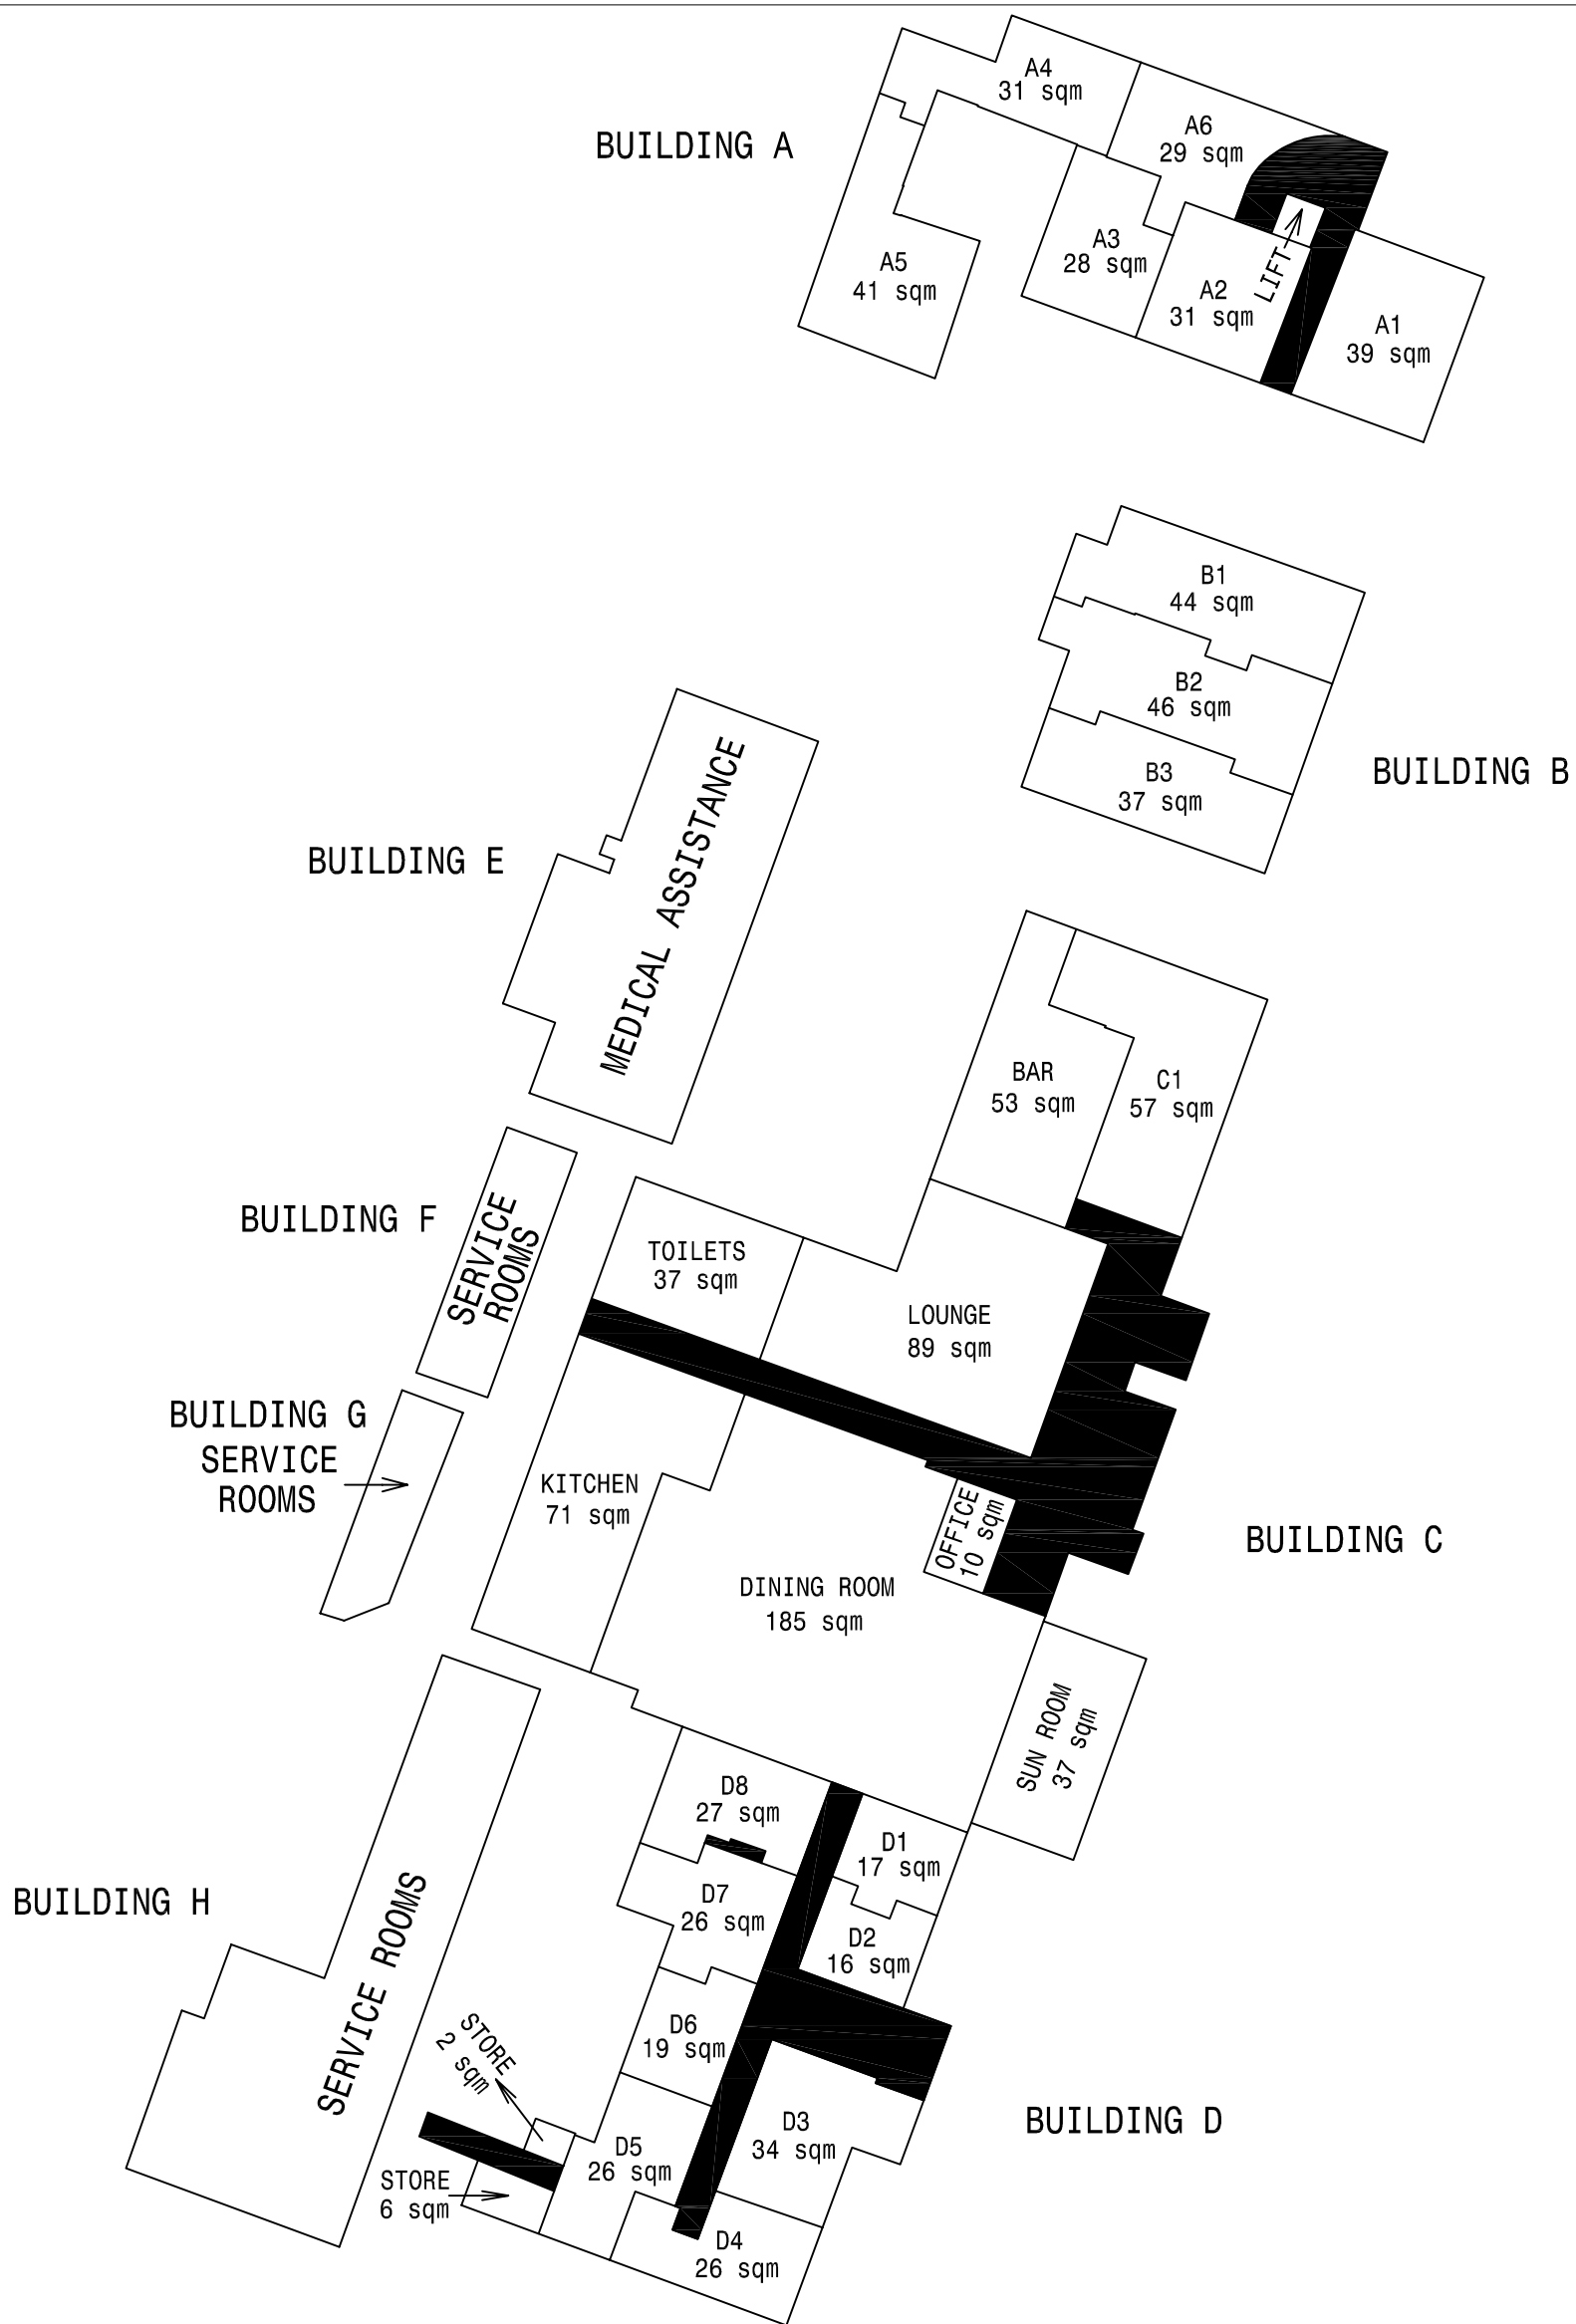 BUILDING A
A4
31 sqm
A6
29 sqm
LIFT
A3
28 sqm
A5
41 sqm
A2
31 sqm
A1
39 sqm
B1
44 sqm
B2
46 sqm
B3
37 sqm
BUILDING B
BUILDING E
MEDICAL ASSISTANCE
BAR
53 sqm
C1
57 sqm
BUILDING F
SERVICE
ROOMS
TOILETS
37 sqm
LOUNGE
89 sqm
BUILDING G
SERVICE
ROOMS
KITCHEN
71 sqm
OFFICE
10 sqm
BUILDING C
DINING ROOM
185 sqm
SUN ROOM
37 sqm
D8
27 sqm
D1
17 sqm
BUILDING H
SERVICE ROOMS
D7
26 sqm
D2
16 sqm
D6
19 sqm
STORE
2 sqm
D3
34 sqm
BUILDING D
D5
26 sqm
STORE
6 sqm
D4
26 sqm